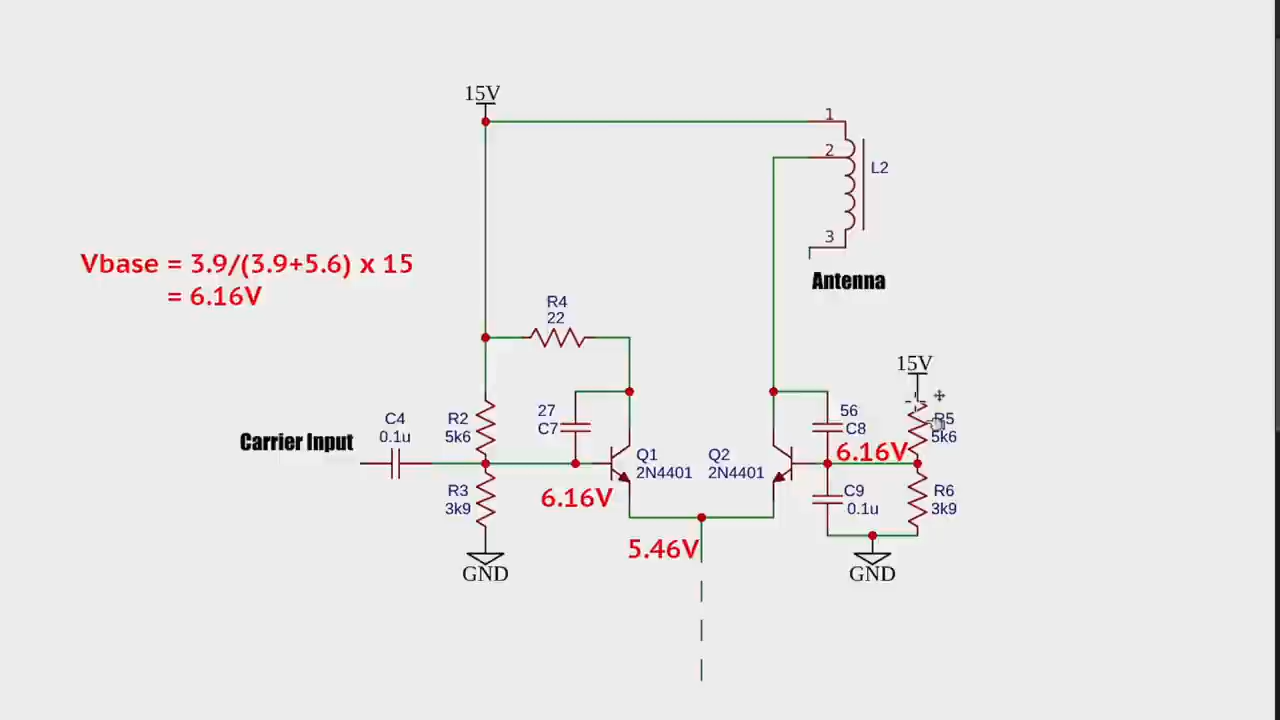 15V
1
2
L2
3
Antenna
Vbase = 3.9/(3.9+5.6) x 15
= 6.16V
R4
22
15V
C4
0.1u
R2
5k6
27
C7
56
C8
R5
5k6
Carrier Input
6.16V
Q1
2N4401
Q2
2N4401
R3
3k9
6.16V
C9
0.1u
R6
3k9
5.46V
GND
GND